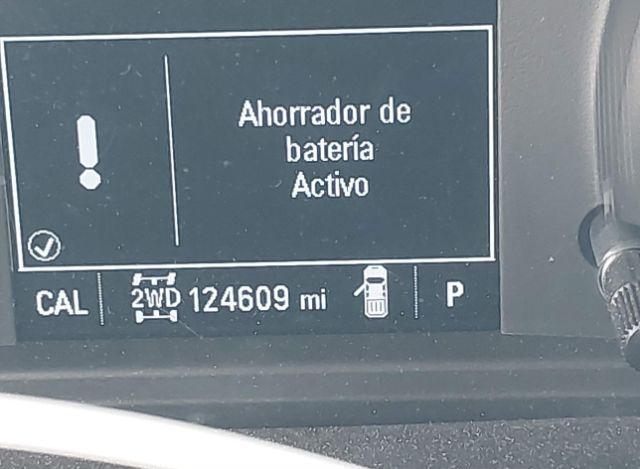 Ahorrador de
batería
Activo
CAL 2WD 124609 mi P